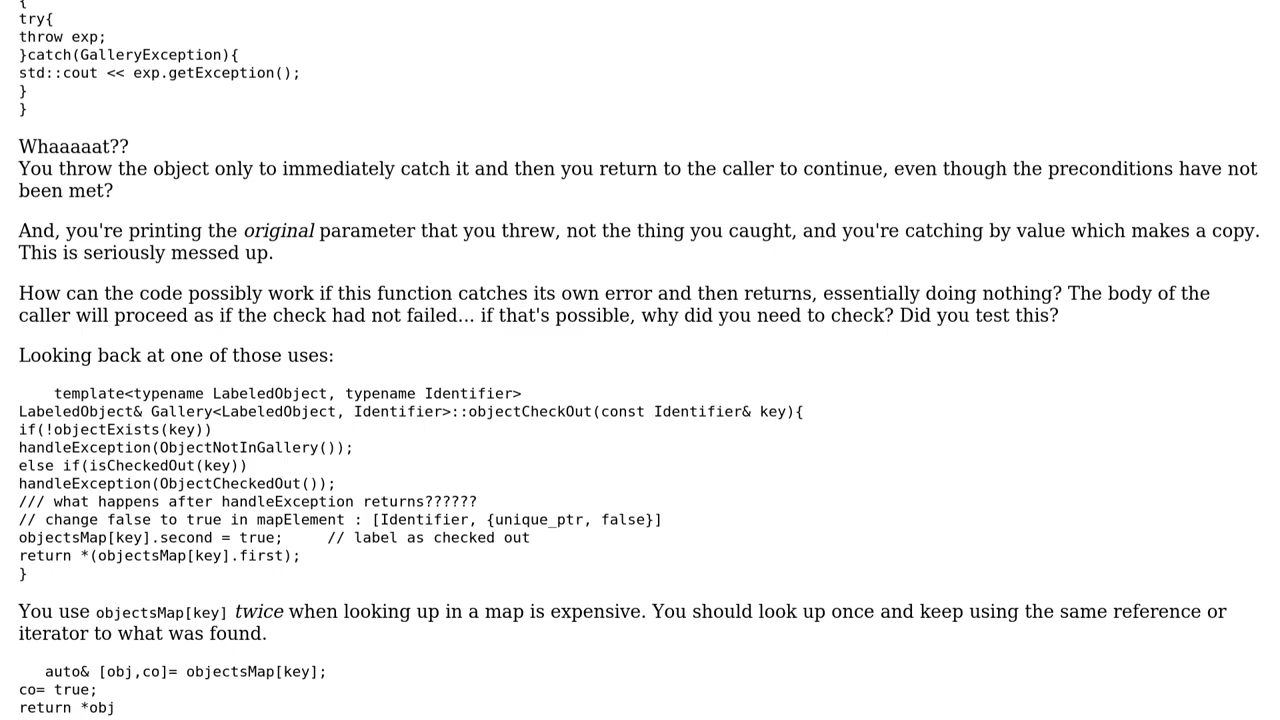 {
try{
throw exp;
}catch(GalleryException){
std::cout << exp.getException();
}
}
Whaaaaat??
You throw the object only to immediately catch it and then you return to the caller to continue, even though the preconditions have not
been met?
And, you're printing the original parameter that you threw, not the thing you caught, and you're catching by value which makes a copy.
This is seriously messed up.
How can the code possibly work if this function catches its own error and then returns, essentially doing nothing? The body of the
caller will proceed as if the check had not failed... if that's possible, why did you need to check? Did you test this?
Looking back at one of those uses:
template<typename LabeledObject, typename Identifier>
LabeledObject& Gallery<LabeledObject, Identifier>::objectCheckOut(const Identifier& key){
if(!objectExists(key))
handleException(ObjectNotInGallery());
else if(isCheckedOut(key))
handleException(ObjectCheckedOut());
/// what happens after handleException returns??????
// change false to true in mapElement : [Identifier, {unique_ptr, false}]
objectsMap[key].second = true;     // label as checked out
return *(objectsMap[key].first);
}
You use objectsMap[key] twice when looking up in a map is expensive. You should look up once and keep using the same reference or
iterator to what was found.
auto& [obj,co]= objectsMap[key];
co= true;
return *obj